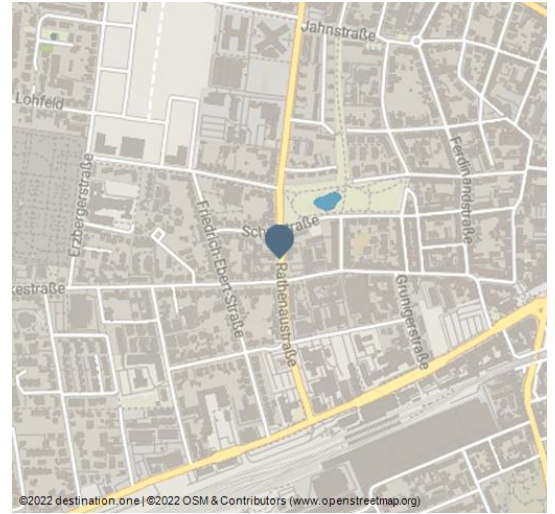 Jahnstraße
Lohfeld
Erzbergerstraße
Friedrich-Ebert-Straße
Ferdinandstraße
Rathenaustraße
Grunigerstraße
kestraße
©2022 destination.one | ©2022 OSM & Contributors (www.openstreetmap.org)